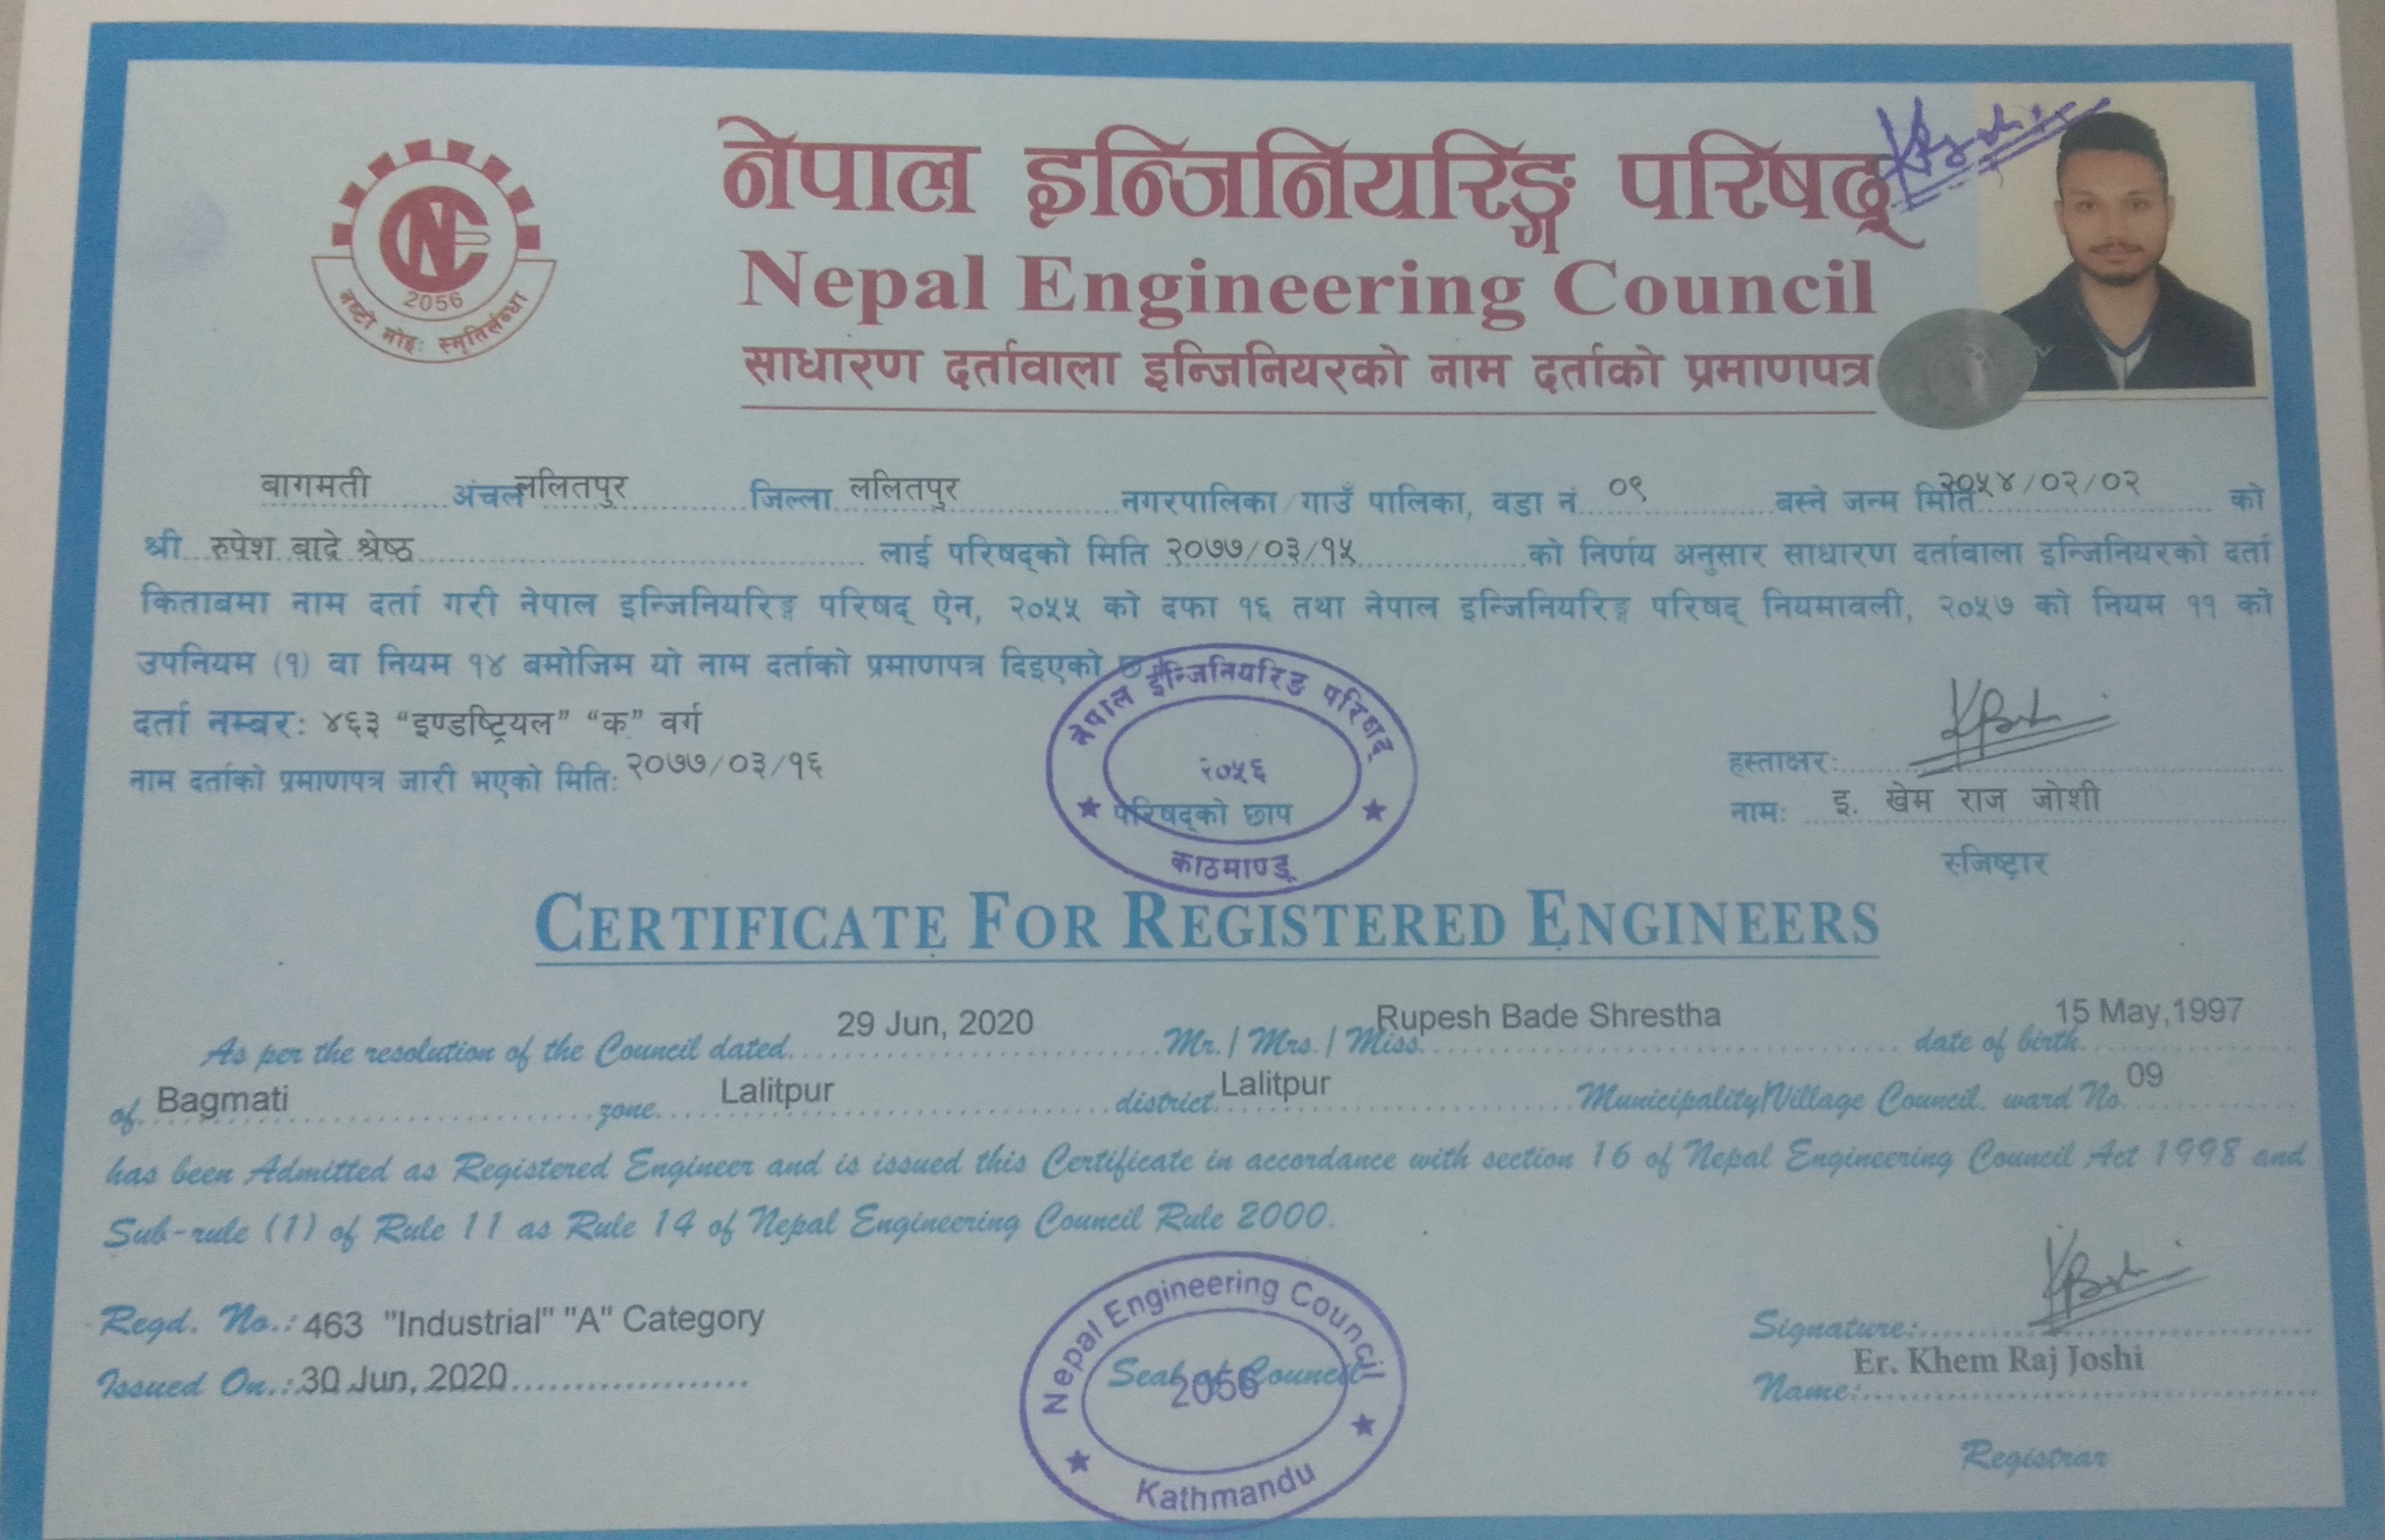 नेपाल इन्जिनियरिङ्ग परिषद्
Nepal Engineering Council
साधारण दर्तावाला इन्जिनियरको नाम दर्ताको प्रमाणपत्र
2056
नष्टो मोहः स्मृतिर्लब्धा
बागमती अंचल ललितपुर जिल्ला ललितपुर नगरपालिका/गाउँ पालिका, वडा नं. ०९ बस्ने जन्म मिति २०५४/०२/०२ को
श्री रुपेश बादे श्रेष्ठ लाई परिषद्को मिति २०७७/०३/१५ को निर्णय अनुसार साधारण दर्तावाला इन्जिनियरको दर्ता
किताबमा नाम दर्ता गरी नेपाल इन्जिनियरिङ्ग परिषद् ऐन, २०५५ को दफा १६ तथा नेपाल इन्जिनियरिङ्ग परिषद् नियमावली, २०५७ को नियम ११ को
उपनियम (१) वा नियम १४ बमोजिम यो नाम दर्ताको प्रमाणपत्र दिइएको छ
दर्ता नम्बर: ४६३ “इण्डष्ट्रियल” “क” वर्ग
नाम दर्ताको प्रमाणपत्र जारी भएको मिति: २०७७/०३/१६
नेपाल इन्जिनियरिङ परिषद्
२०५६
परिषद्को छाप
काठमाण्डू
हस्ताक्षर:
नाम: इ. खेम राज जोशी
रजिष्ट्रार
CERTIFICATE FOR REGISTERED ENGINEERS
As per the resolution of the Council dated 29 Jun, 2020 Mr. / Mrs. / Miss. Rupesh Bade Shrestha date of birth 15 May,1997
of Bagmati zone Lalitpur district Lalitpur Municipality/Village Council. ward No 09
has been Admitted as Registered Engineer and is issued this Certificate in accordance with section 16 of Nepal Engineering Council Act 1998 and
Sub-rule (1) of Rule 11 as Rule 14 of Nepal Engineering Council Rule 2000.
Regd. No.: 463 "Industrial" "A" Category
Issued On.: 30 Jun, 2020
Nepal Engineering Council
Seal of Council
2056
Kathmandu
Signature:
Er. Khem Raj Joshi
Name:
Registrar